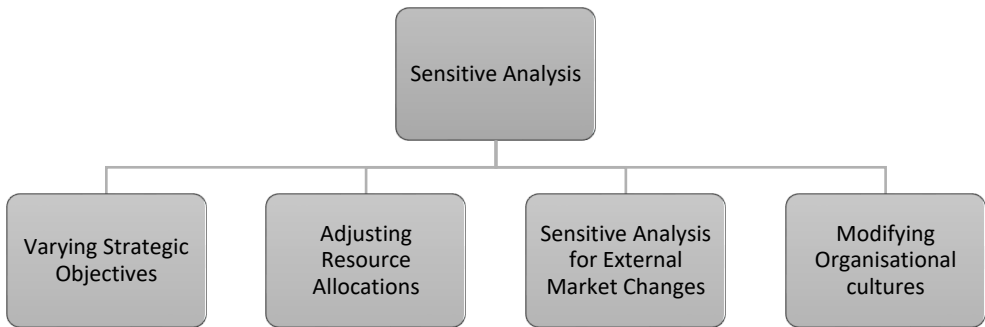 Sensitive Analysis
Varying Strategic
Objectives
Adjusting
Resource
Allocations
Sensitive Analysis
for External
Market Changes
Modifying
Organisational
cultures